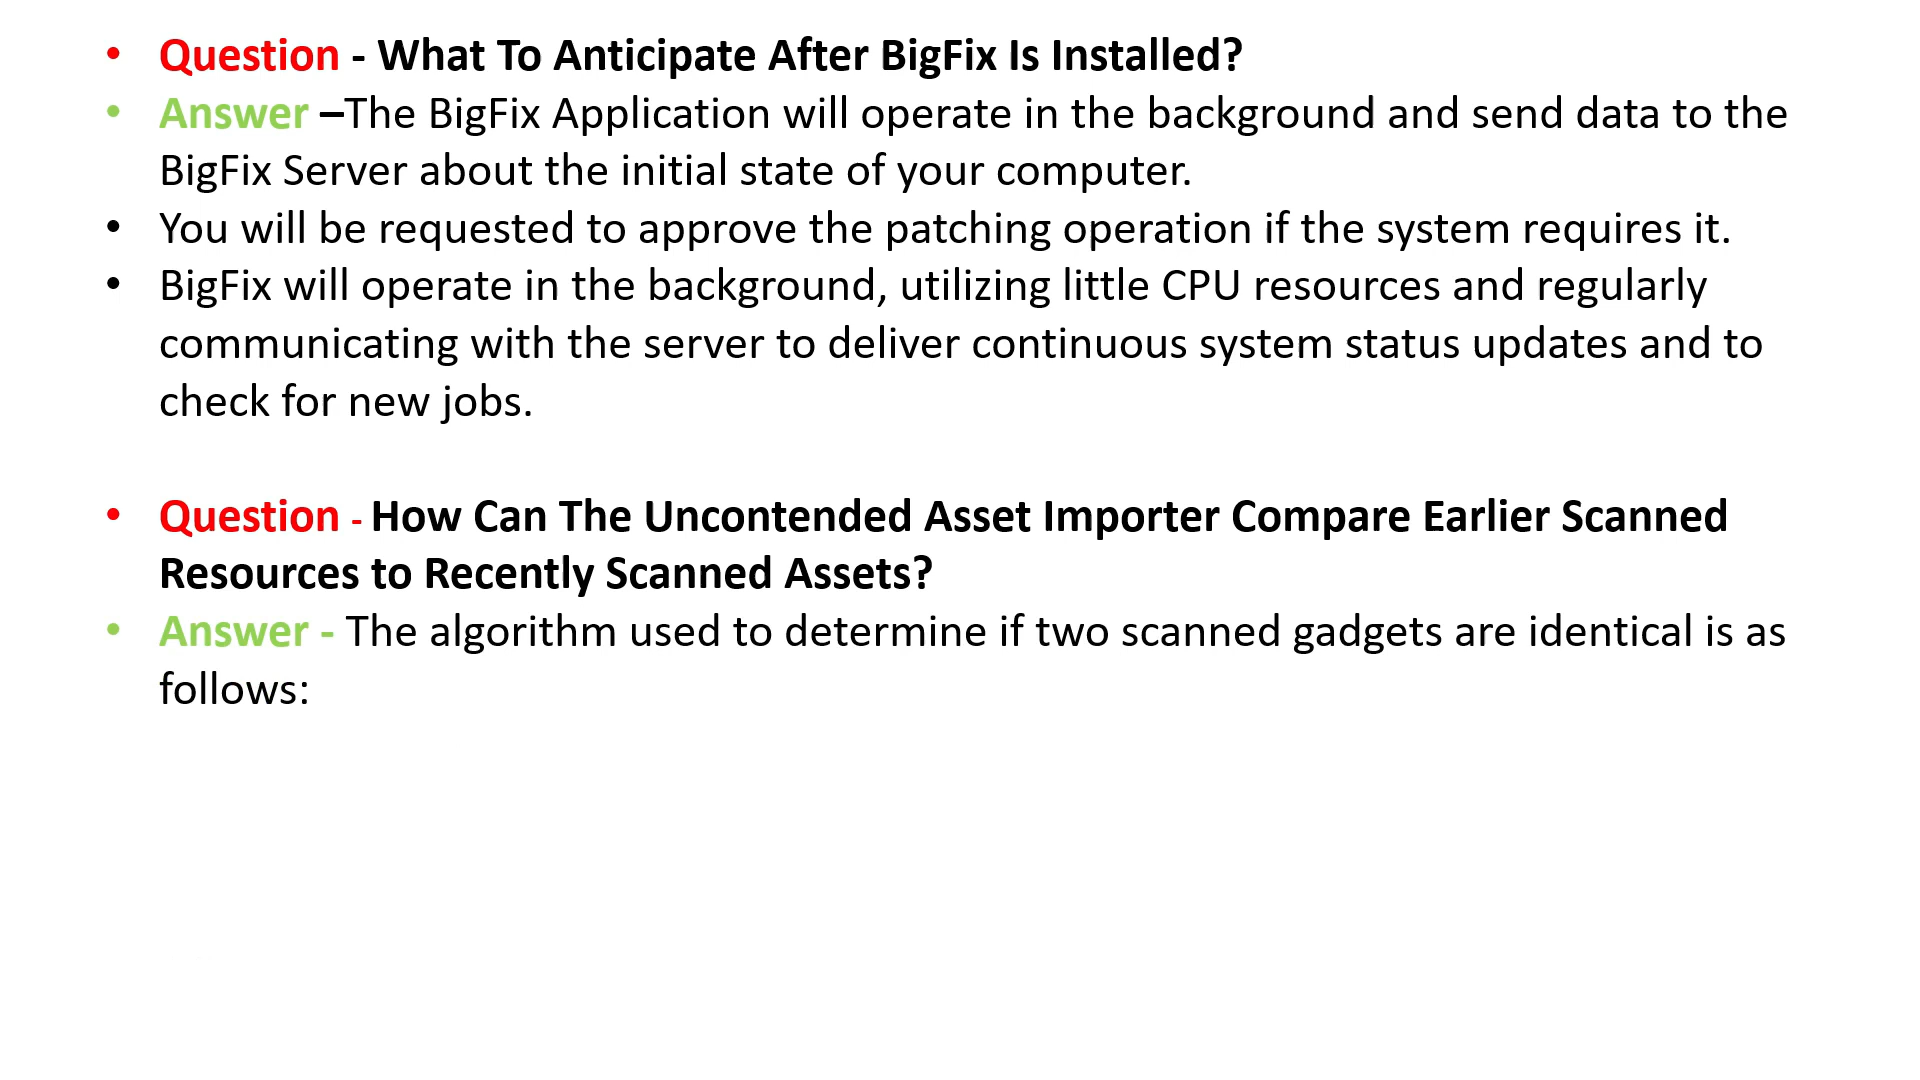 • Question - What To Anticipate After BigFix Is Installed?
• Answer –The BigFix Application will operate in the background and send data to the
BigFix Server about the initial state of your computer.
• You will be requested to approve the patching operation if the system requires it.
• BigFix will operate in the background, utilizing little CPU resources and regularly
communicating with the server to deliver continuous system status updates and to
check for new jobs.
• Question - How Can The Uncontended Asset Importer Compare Earlier Scanned
Resources to Recently Scanned Assets?
• Answer - The algorithm used to determine if two scanned gadgets are identical is as
follows: